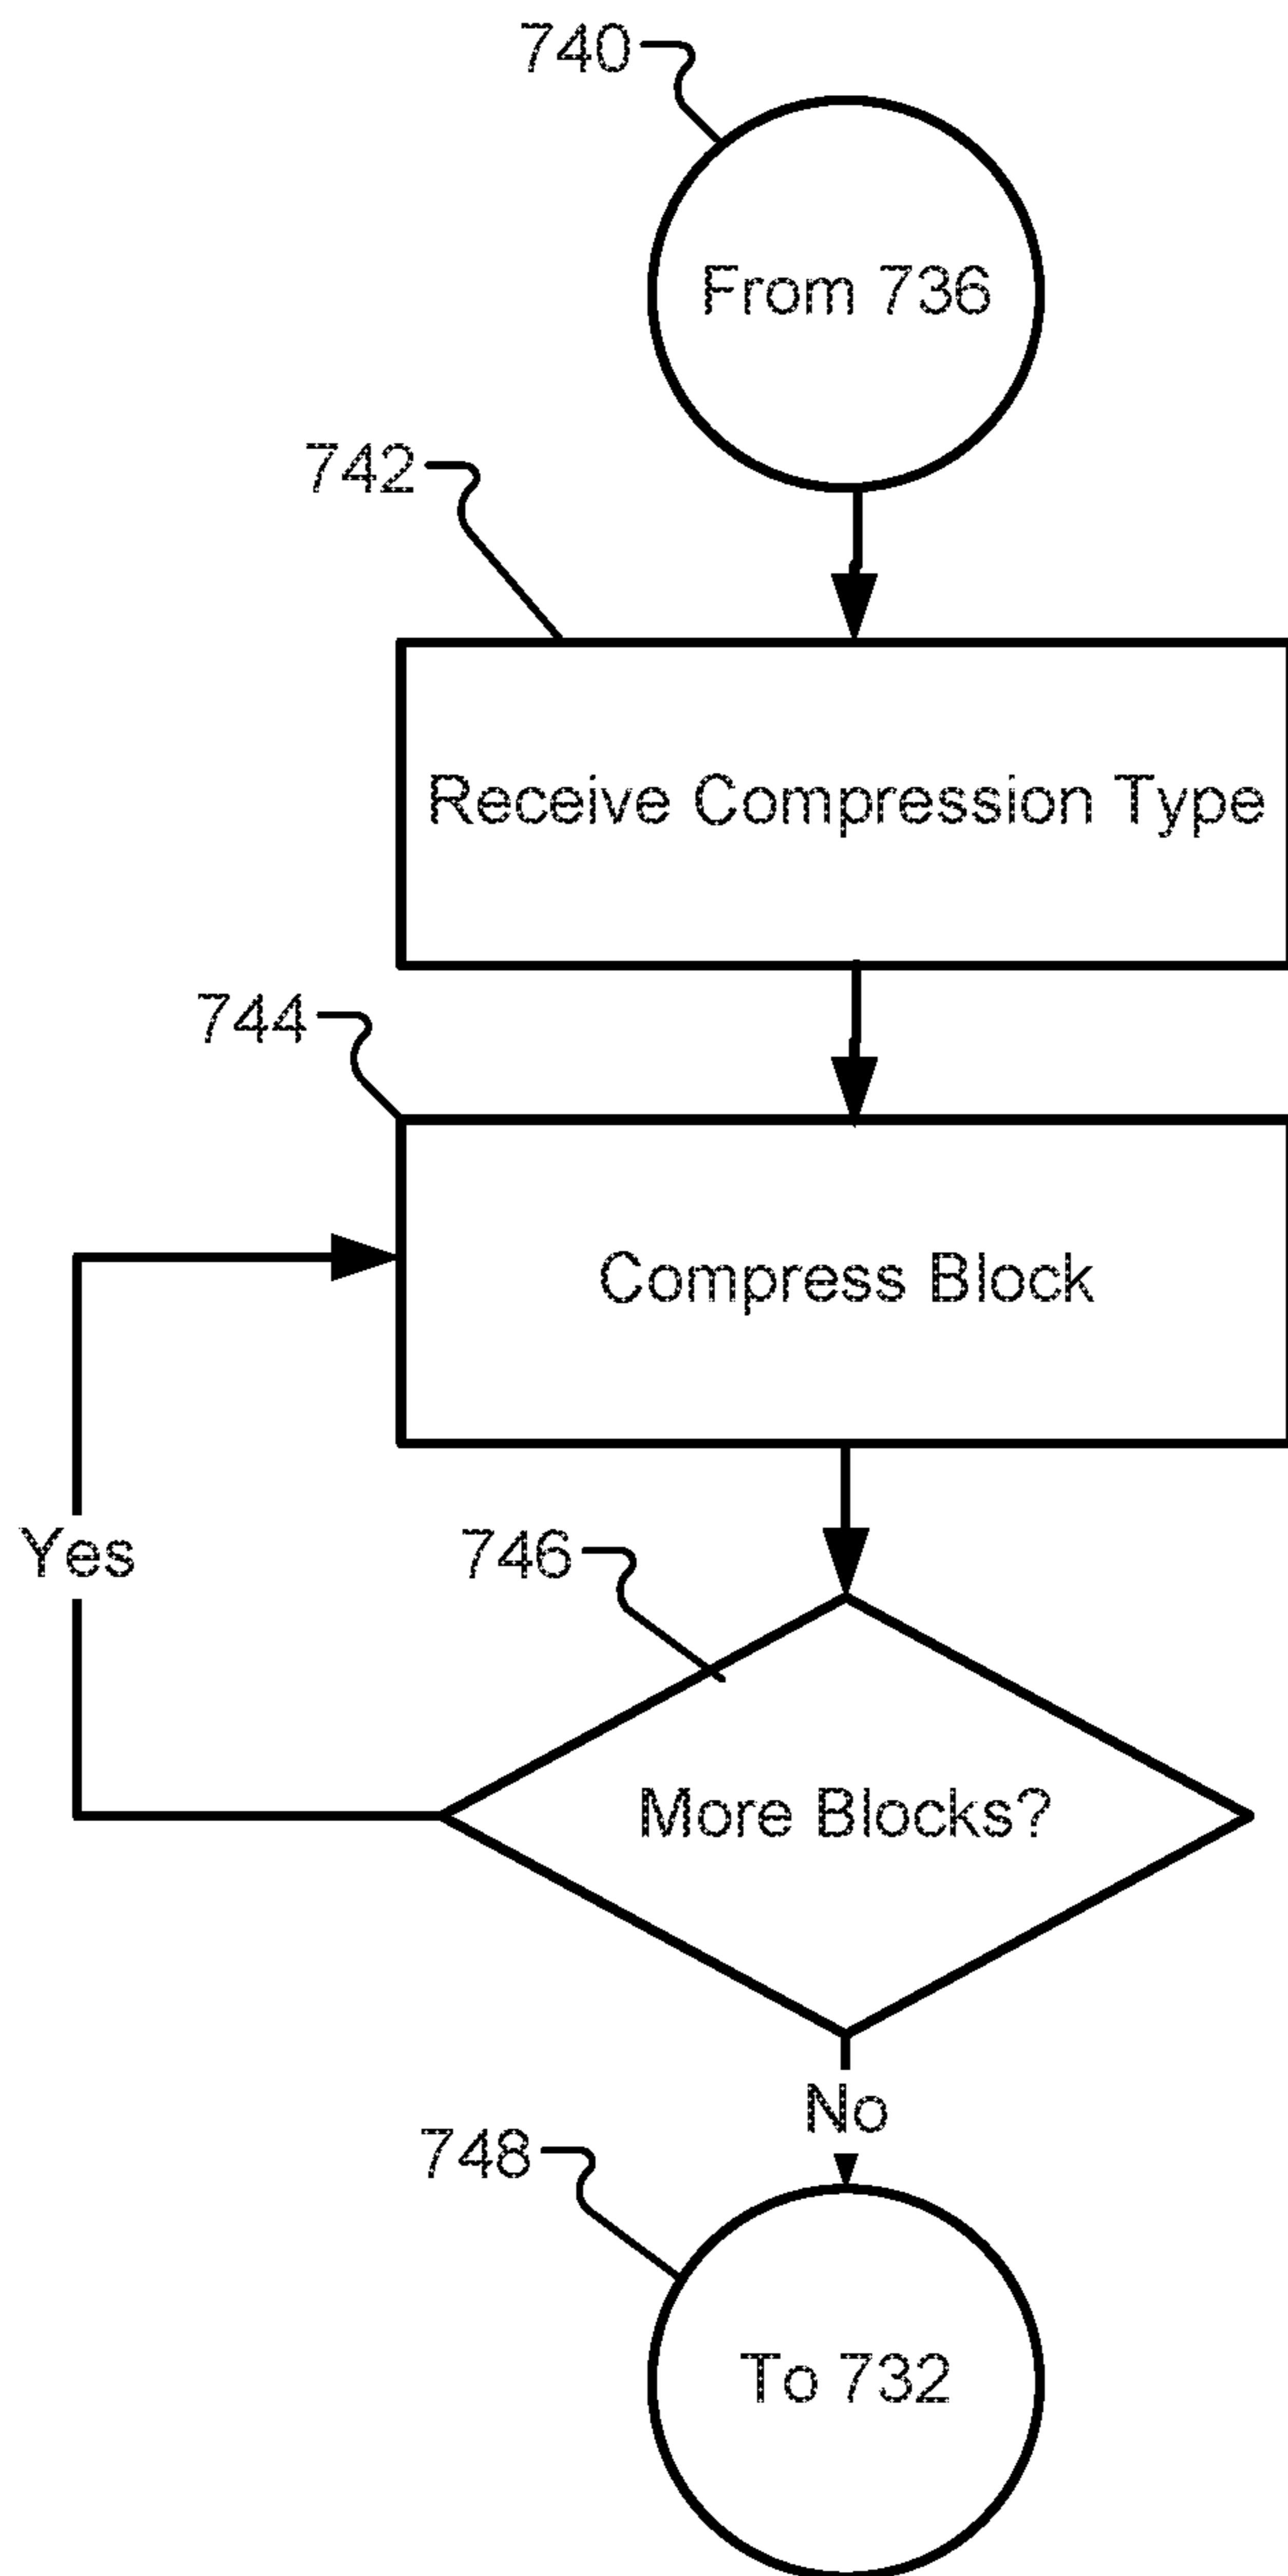 740
From 736
742
Receive Compression Type
744
Compress Block
Yes
746
More Blocks?
No
748
To 732